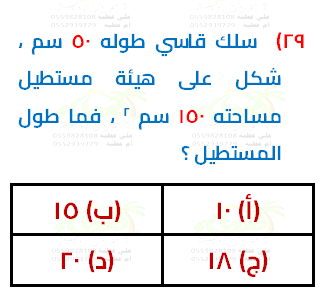 ٢٩) سلك قاسي طوله ٥٠ سم ،
شكل على هيئة مستطيل
مساحته ١٥٠ سم ٢ ، فما طول
المستطيل ؟
(أ) ١٠ (ب) ١٥
(ج) ١٨ (د) ٢٠